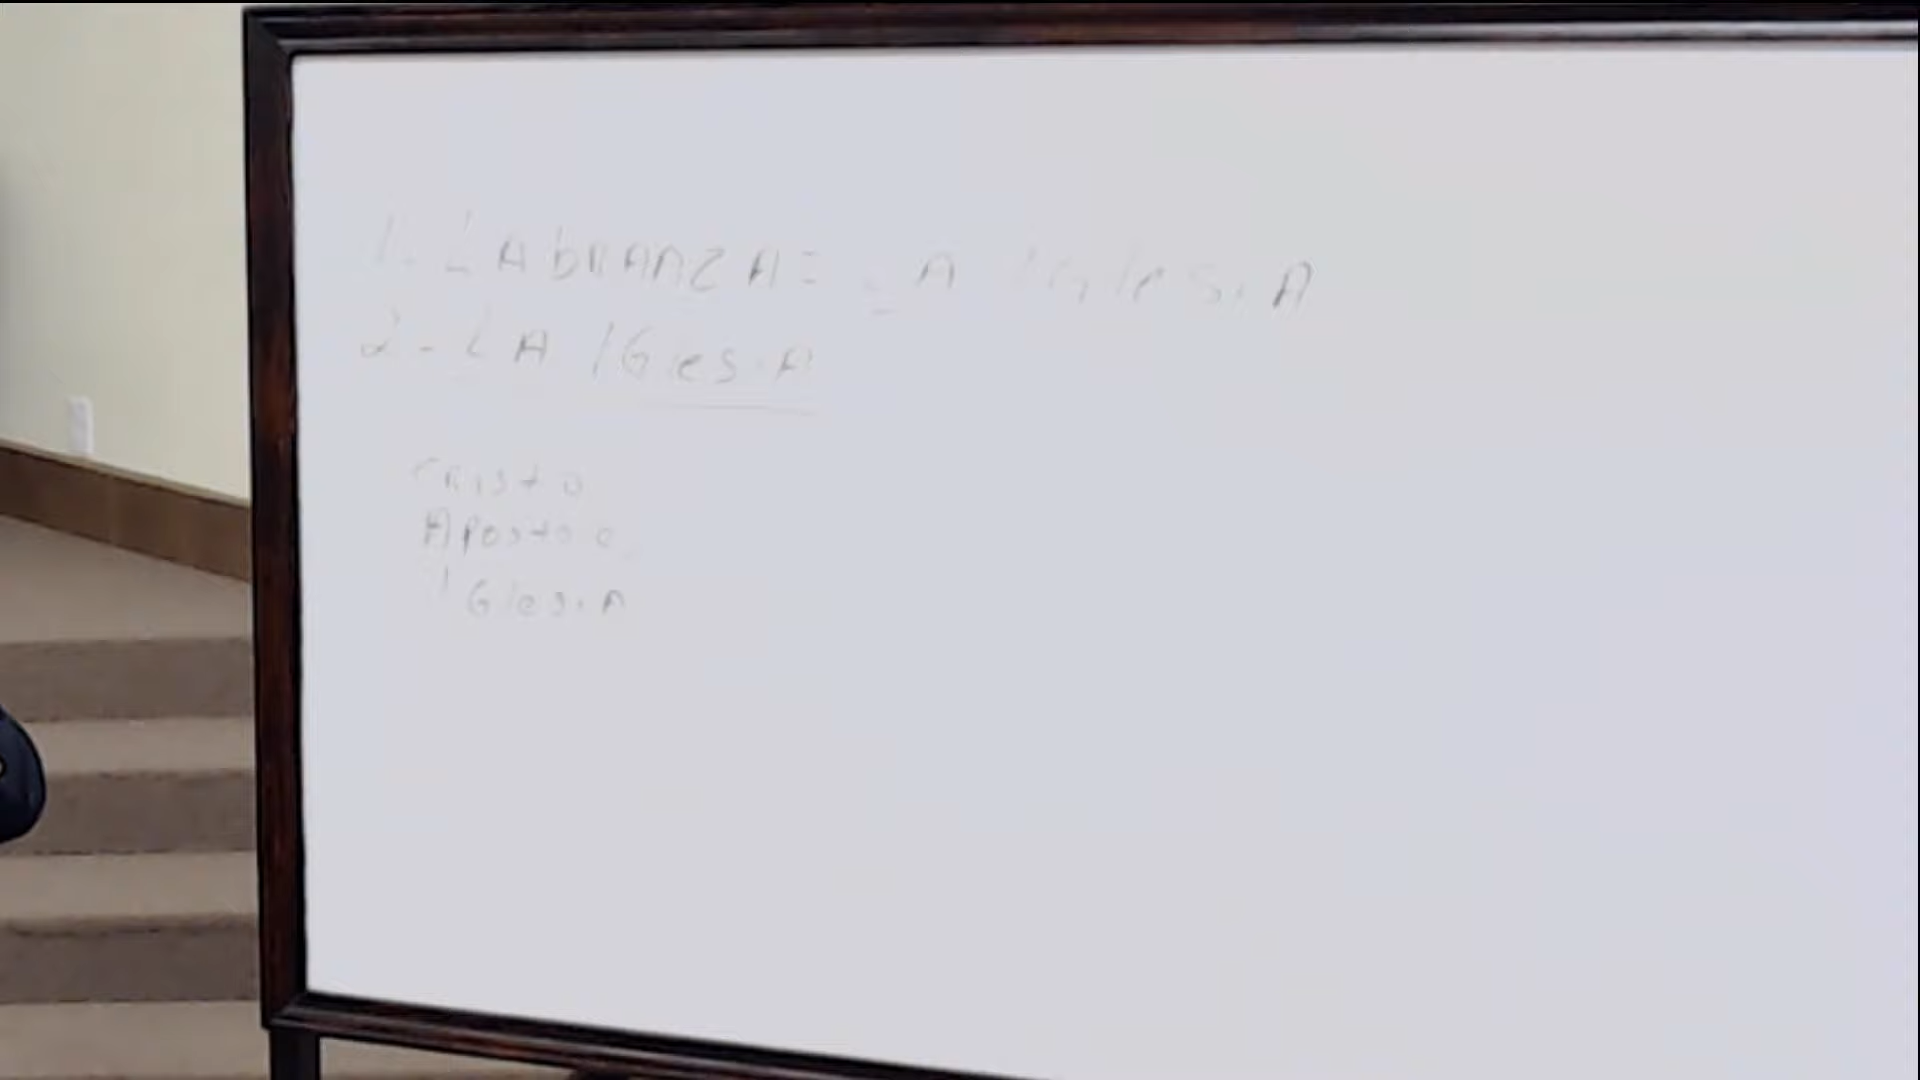 1- LAbRANZA = LA IGlesiA
2- LA IGlesiA
CRisto
Apostol
IGlesiA